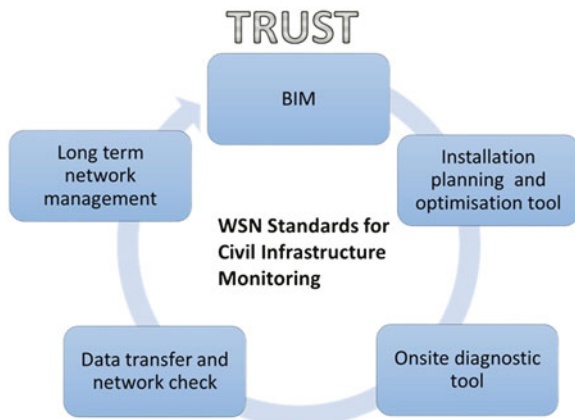 TRUST
BIM
Installation
planning and
optimisation tool
Onsite diagnostic
tool
Data transfer and
network check
Long term
network
management
WSN Standards for
Civil Infrastructure
Monitoring